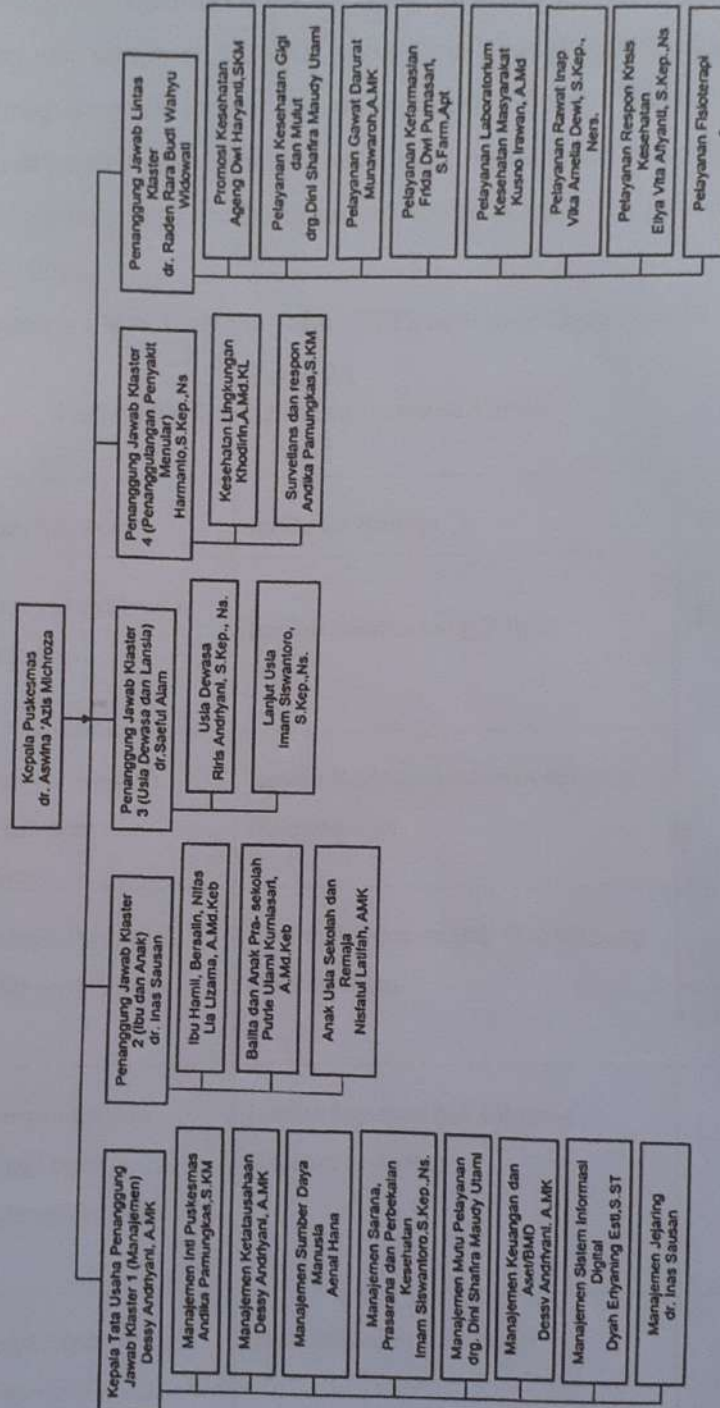 Kepala Puskesmas
dr. Aswina 'Azis Michroza
Kepala Tata Usaha Penanggung
Jawab Klaster 1 (Manajemen)
Dessy Andriyani, A.MK
Manajemen Inti Puskesmas
Andika Pamungkas,S.KM
Manajemen Ketatausahaan
Dessy Andriyani, A.MK
Manajemen Sumber Daya
Manusia
Aenal Hana
Manajemen Sarana,
Prasarana dan Perbekalan
Kesehatan
Imam Siswantoro,S.Kep.,Ns.
Manajemen Mutu Pelayanan
drg. Dini Shafira Maudy Utami
Manajemen Keuangan dan
Aset/BMD
Dessy Andriyani, A.MK
Manajemen Sistem Informasi
Digital
Dyah Eriyaning Esti,S.ST
Manajemen Jejaring
dr. Inas Sausan
Penanggung Jawab Klaster
2 (Ibu dan Anak)
dr. Inas Sausan
Ibu Hamil, Bersalin, Nifas
Lia Lizama, A.Md.Keb
Balita dan Anak Pra- sekolah
Putrie Utami Kurniasari,
A.Md.Keb
Anak Usia Sekolah dan
Remaja
Nisfatul Latifah, AMK
Penanggung Jawab Klaster
3 (Usia Dewasa dan Lansia)
dr.Saeful Alam
Usia Dewasa
Riris Andriyani, S.Kep., Ns.
Lanjut Usia
Imam Siswantoro,
S.Kep.,Ns.
Penanggung Jawab Klaster
4 (Penanggulangan Penyakit
Menular)
Harmanto,S.Kep.,Ns
Kesehatan Lingkungan
Khodirin,A.Md.KL
Surveilans dan respon
Andika Pamungkas,S.KM
Penanggung Jawab Lintas
Klaster
dr. Raden Rara Budi Wahyu
Widowati
Promosi Kesehatan
Ageng Dwi Haryanti,SKM
Pelayanan Kesehatan Gigi
dan Mulut
drg.Dini Shafira Maudy Utami
Pelayanan Gawat Darurat
Munawaroh,A.MK
Pelayanan Kefarmasian
Frida Dwi Purnasari,
S.Farm,Apt
Pelayanan Laboratorium
Kesehatan Masyarakat
Kusno Irawan, A.Md
Pelayanan Rawat Inap
Vika Amelia Dewi, S.Kep.,
Ners.
Pelayanan Respon Krisis
Kesehatan
Ellya Vita Afiyanti, S.Kep.,Ns
Pelayanan Fisioterapi